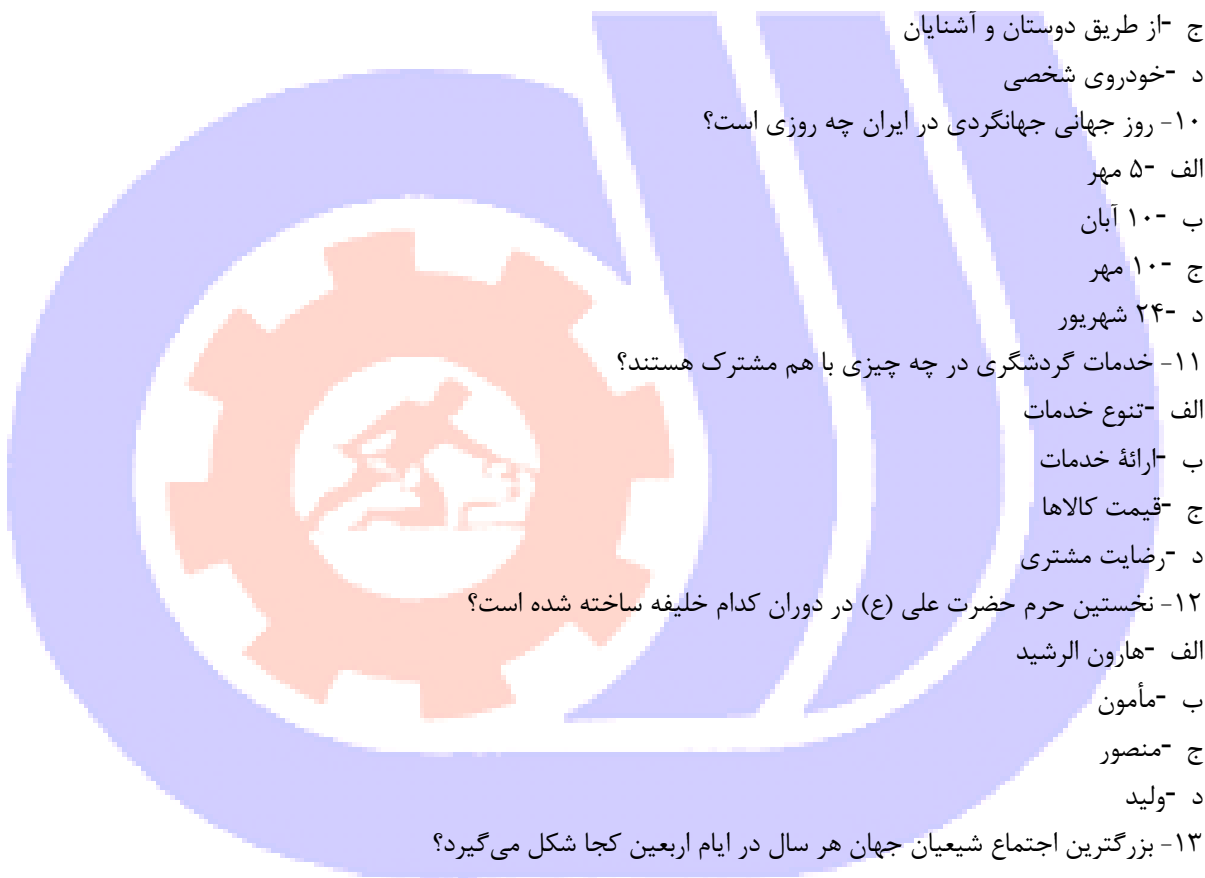 ج -از طریق دوستان و آشنایان
د -خودروی شخصی
۱۰- روز جهانی جهانگردی در ایران چه روزی است؟
الف -۵ مهر
ب -۱۰ آبان
ج -۱۰ مهر
د -۲۴ شهریور
۱۱- خدمات گردشگری در چه چیزی با هم مشترک هستند؟
الف -تنوع خدمات
ب -ارائۀ خدمات
ج -قیمت کالاها
د -رضایت مشتری
۱۲- نخستین حرم حضرت علی (ع) در دوران کدام خلیفه ساخته شده است؟
الف -هارون الرشید
ب -مأمون
ج -منصور
د -ولید
۱۳- بزرگترین اجتماع شیعیان جهان هر سال در ایام اربعین کجا شکل می‌گیرد؟